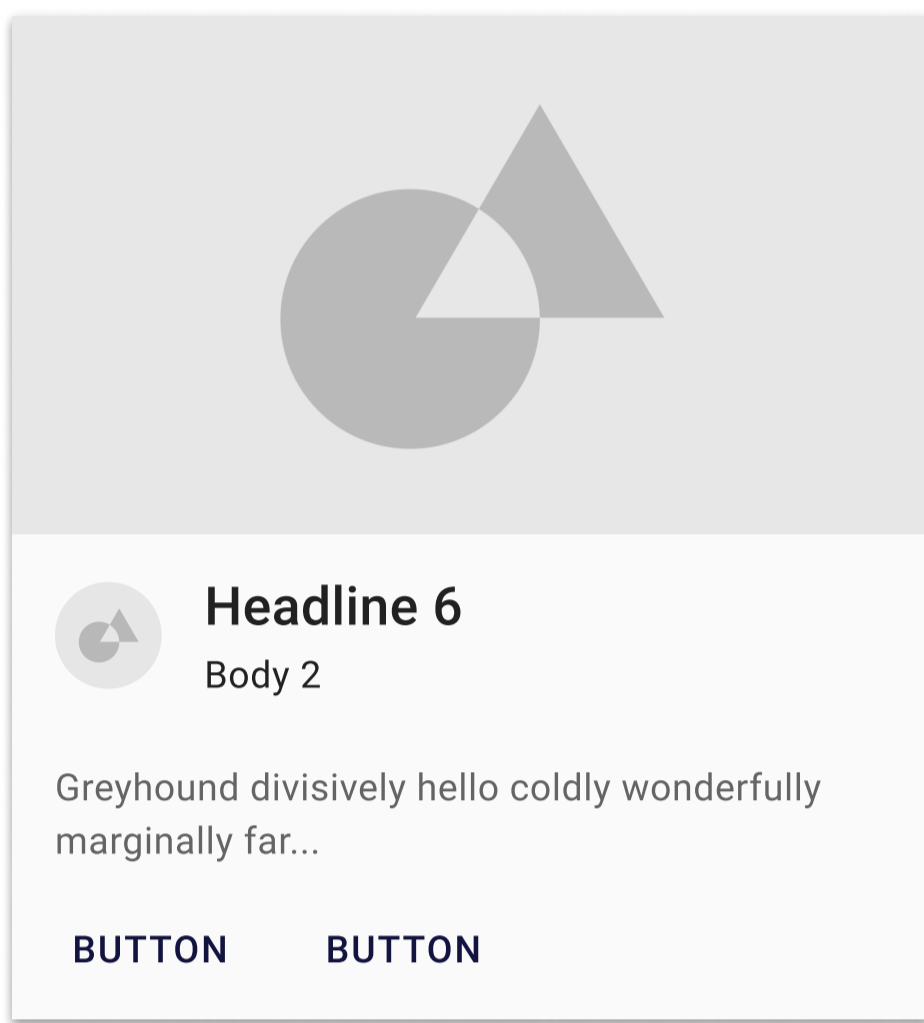 Headline 6
Body 2
Greyhound divisively hello coldly wonderfully
marginally far...
BUTTON BUTTON